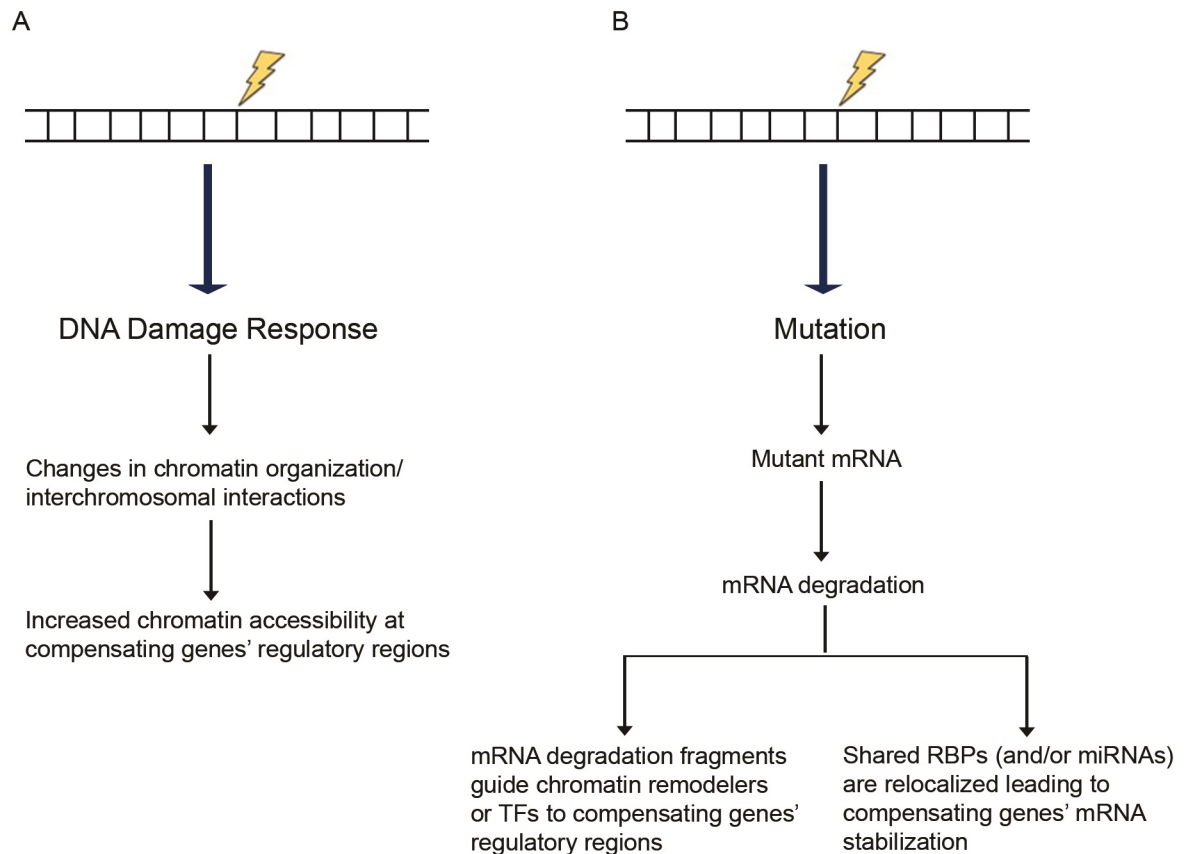 A
DNA Damage Response
Changes in chromatin organization/
interchromosomal interactions
Increased chromatin accessibility at
compensating genes' regulatory regions
B
Mutation
Mutant mRNA
mRNA degradation
mRNA degradation fragments
guide chromatin remodelers
or TFs to compensating genes'
regulatory regions
Shared RBPs (and/or miRNAs)
are relocalized leading to
compensating genes' mRNA
stabilization